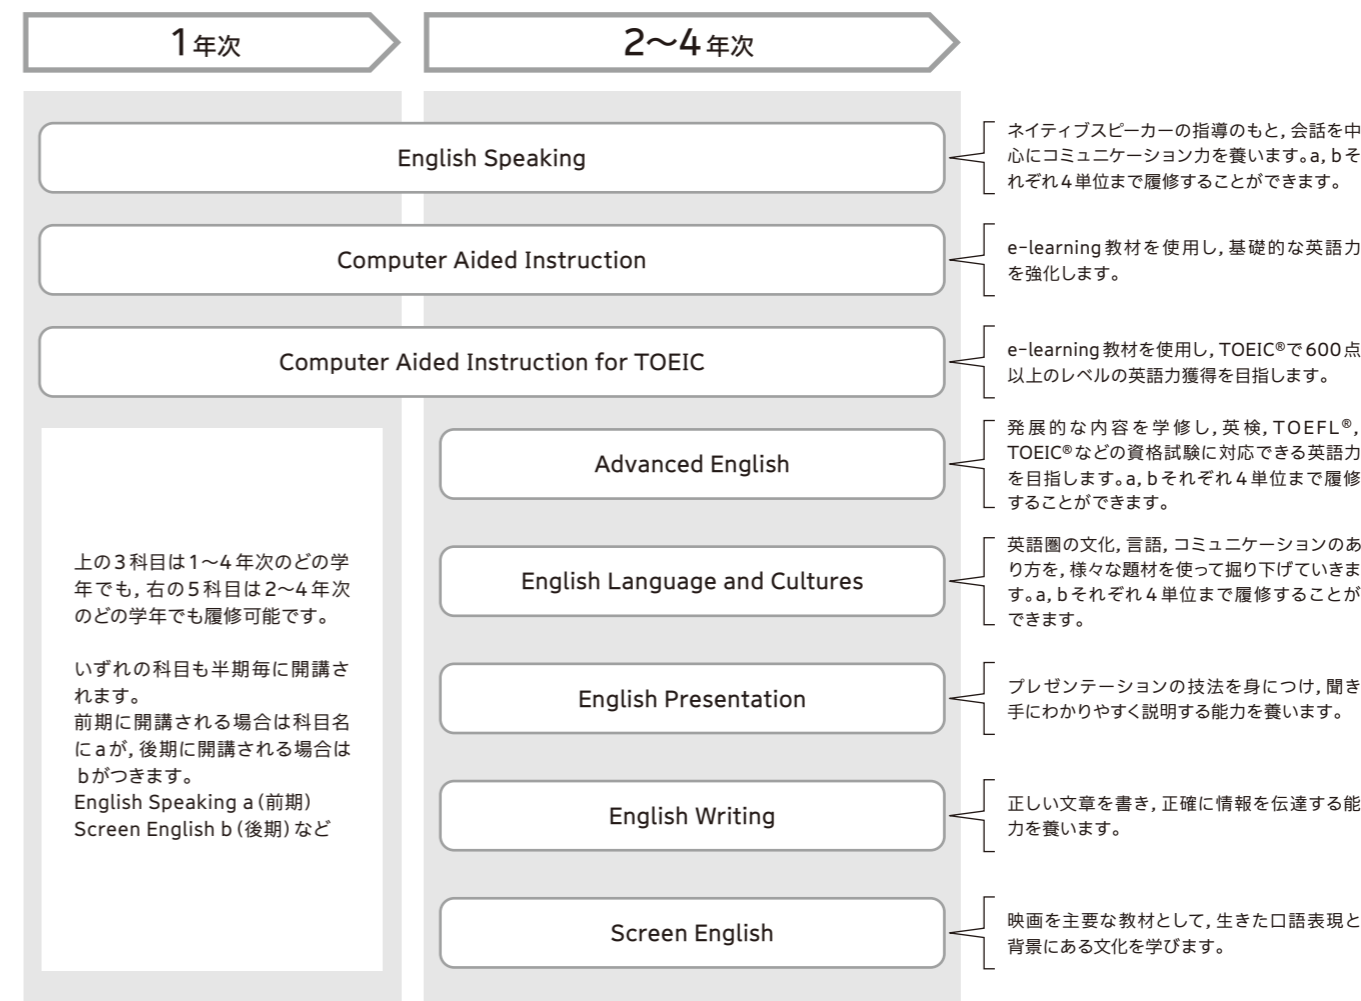 1年次
2〜4年次
English Speaking
ネイティブスピーカーの指導のもと，会話を中
心にコミュニケーション力を養います。a，bそ
れぞれ4単位まで履修することができます。
Computer Aided Instruction
e-learning教材を使用し，基礎的な英語力
を強化します。
Computer Aided Instruction for TOEIC
e-learning教材を使用し，TOEIC®で600点
以上のレベルの英語力獲得を目指します。
Advanced English
発展的な内容を学修し，英検，TOEFL®，
TOEIC®などの資格試験に対応できる英語力
を目指します。a，bそれぞれ4単位まで履修
することができます。
English Language and Cultures
英語圏の文化，言語，コミュニケーションのあ
り方を，様々な題材を使って掘り下げていきま
す。a，bそれぞれ4単位まで履修することが
できます。
English Presentation
プレゼンテーションの技法を身につけ，聞き
手にわかりやすく説明する能力を養います。
English Writing
正しい文章を書き，正確に情報を伝達する能
力を養います。
Screen English
映画を主要な教材として，生きた口語表現と
背景にある文化を学びます。
上の3科目は1〜4年次のどの学
年でも，右の5科目は2〜4年次
のどの学年でも履修可能です。
いずれの科目も半期毎に開講さ
れます。
前期に開講される場合は科目名
にaが，後期に開講される場合は
bがつきます。
English Speaking a（前期）
Screen English b（後期）など